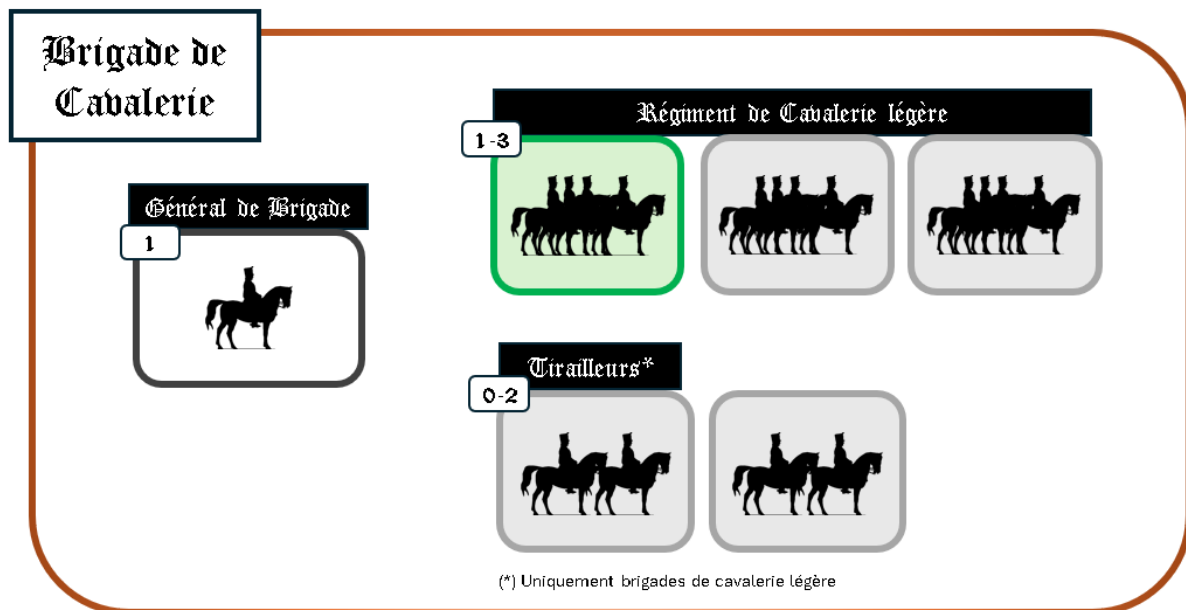 Brigade de
Cavalerie
Régiment de Cavalerie légère
1-3
Général de Brigade
1
Tirailleurs*
0-2
(*) Uniquement brigades de cavalerie légère